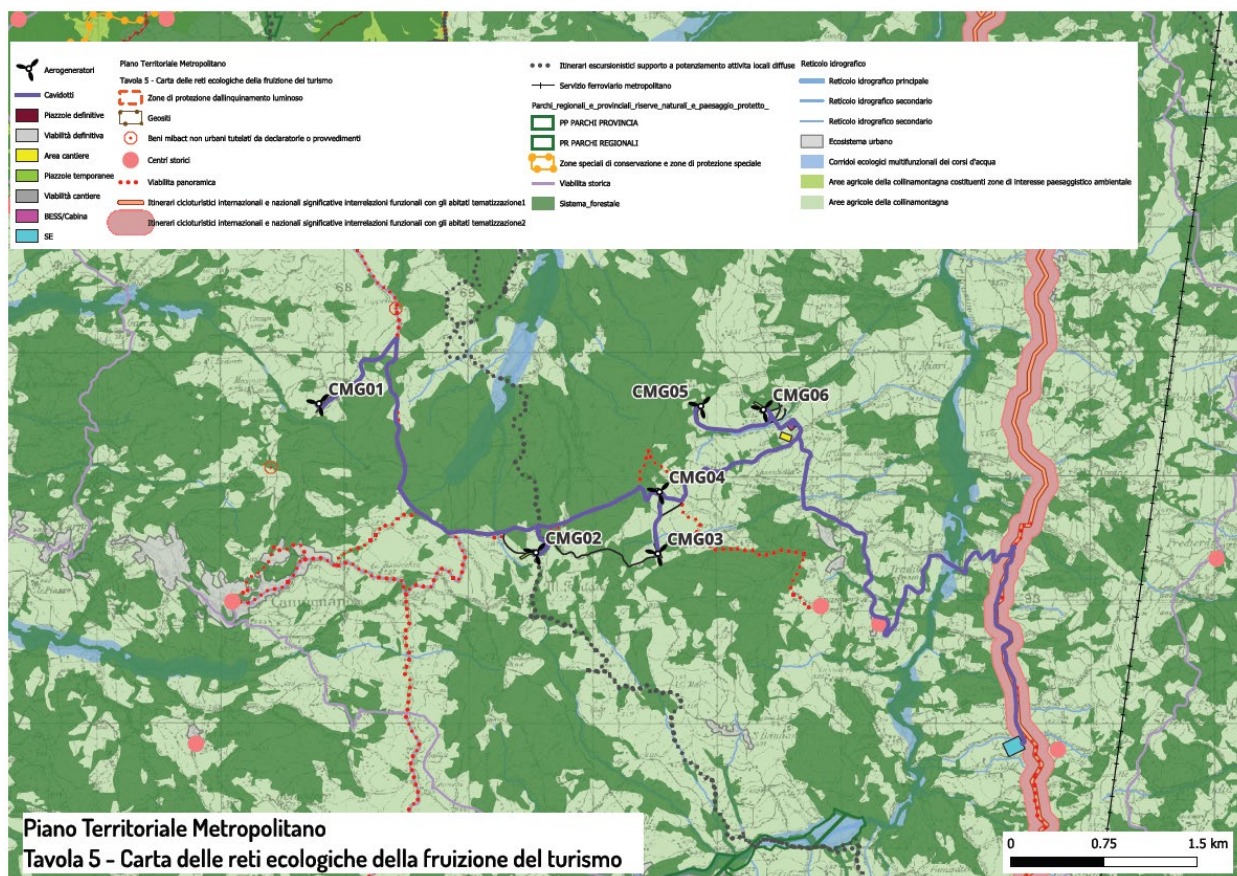 Aerogeneratori
Cavidotti
Piazzole definitive
Viabilità definitiva
Area cantiere
Piazzole temporanee
Viabilità cantiere
BESS/Cabina
SE
Piano Territoriale Metropolitano
Tavola 5 - Carta delle reti ecologiche della fruizione del turismo
Zone di protezione dallinquinamento luminoso
Geositi
Beni mibact non urbani tutelati da declaratorie o provvedimenti
Centri storici
Viabilita panoramica
Itinerari cicloturistici internazionali e nazionali significative interrelazioni funzionali con gli abitati tematizzazione1
Itinerari cicloturistici internazionali e nazionali significative interrelazioni funzionali con gli abitati tematizzazione2
Itinerari escursionistici supporto a potenziamento attivita locali diffuse
Servizio ferroviario metropolitano
Parchi_regionali_e_provinciali_riserve_naturali_e_paesaggio_protetto_
PP PARCHI PROVINCIA
PR PARCHI REGIONALI
Zone speciali di conservazione e zone di protezione speciale
Viabilita storica
Sistema_forestale
Reticolo idrografico
Reticolo idrografico principale
Reticolo idrografico secondario
Reticolo idrografico secondario
Ecosistema urbano
Corridoi ecologici multifunzionali dei corsi d'acqua
Aree agricole della collinamontagna costituenti zone di interesse paesaggistico ambientale
Aree agricole della collinamontagna
68
69
72
CMG01
CMG05
CMG06
CMG04
CMG02
CMG03
93
Piano Territoriale Metropolitano
Tavola 5 - Carta delle reti ecologiche della fruizione del turismo
0 0.75 1.5 km